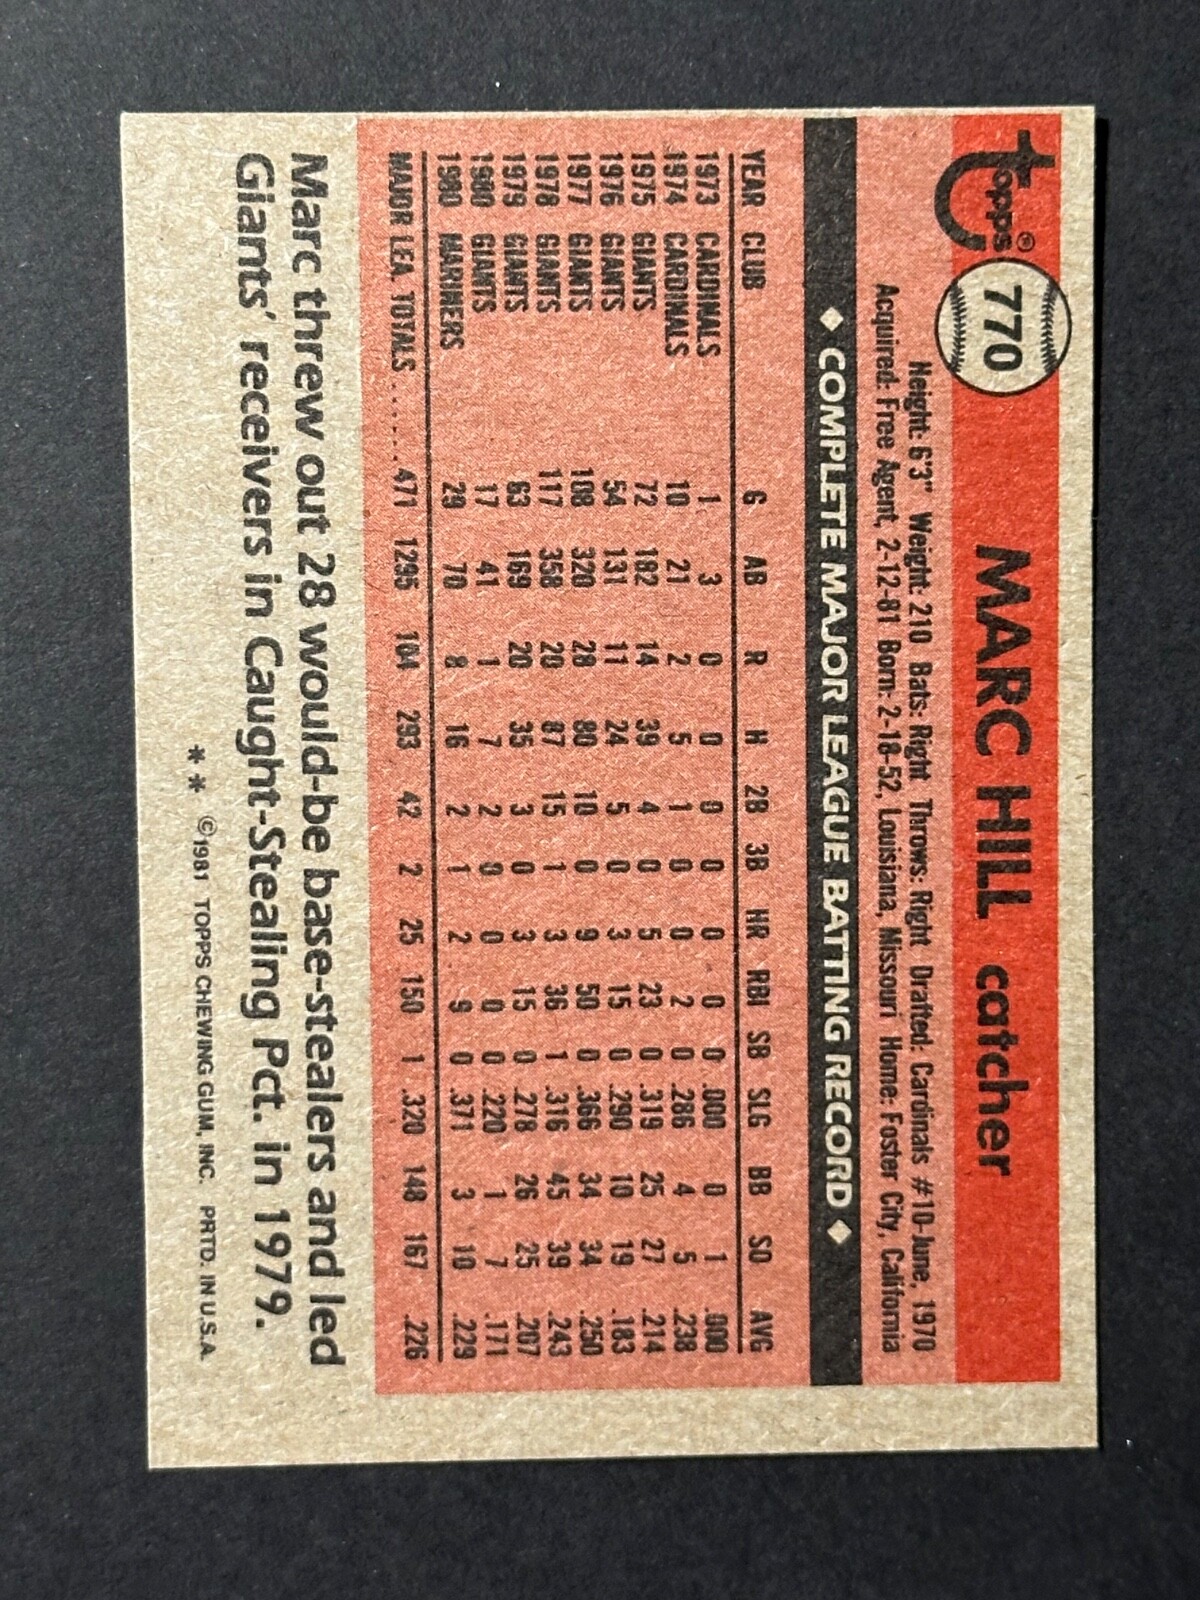 topps®
770 MARC HILL catcher
Height: 6'3" Weight: 210 Bats: Right Throws: Right Drafted: Cardinals #10-June, 1970
Acquired: Free Agent, 2-12-81 Born: 2-18-52, Louisiana, Missouri Home: Foster City, California
◆ COMPLETE MAJOR LEAGUE BATTING RECORD ◆
YEAR CLUB G AB R H 2B 3B HR RBI SB SLG BB SO AVG
1973 CARDINALS 1 3 0 0 0 0 0 0 0 .000 0 1 .000
1974 CARDINALS 10 21 2 5 1 0 0 2 0 .286 4 5 .238
1975 GIANTS 72 182 14 39 4 0 5 23 0 .319 25 27 .214
1976 GIANTS 54 131 11 24 5 0 3 15 0 .290 10 19 .183
1977 GIANTS 108 320 28 80 10 0 9 50 0 .366 34 34 .250
1978 GIANTS 117 358 20 87 15 1 3 36 1 .316 45 39 .243
1979 GIANTS 63 169 20 35 3 0 3 15 0 .278 26 25 .207
1980 GIANTS 17 41 1 7 2 0 0 0 0 .220 1 7 .171
1980 MARINERS 29 70 8 16 2 1 2 9 0 .371 3 10 .229
MAJOR LEA. TOTALS ...... 471 1295 104 293 42 2 25 150 1 .320 148 167 .226
Marc threw out 28 would-be base-stealers and led
Giants' receivers in Caught-Stealing Pct. in 1979.
** ©1981 TOPPS CHEWING GUM, INC. PRTD. IN U.S.A.